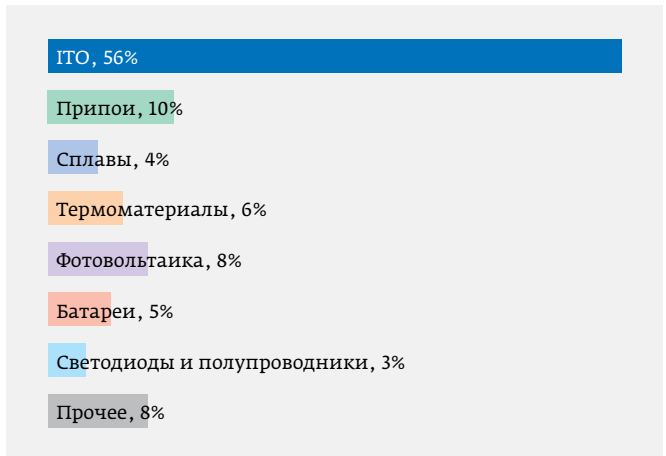 ITO, 56%
Припои, 10%
Сплавы, 4%
Термоматериалы, 6%
Фотовольтаика, 8%
Батареи, 5%
Светодиоды и полупроводники, 3%
Прочее, 8%